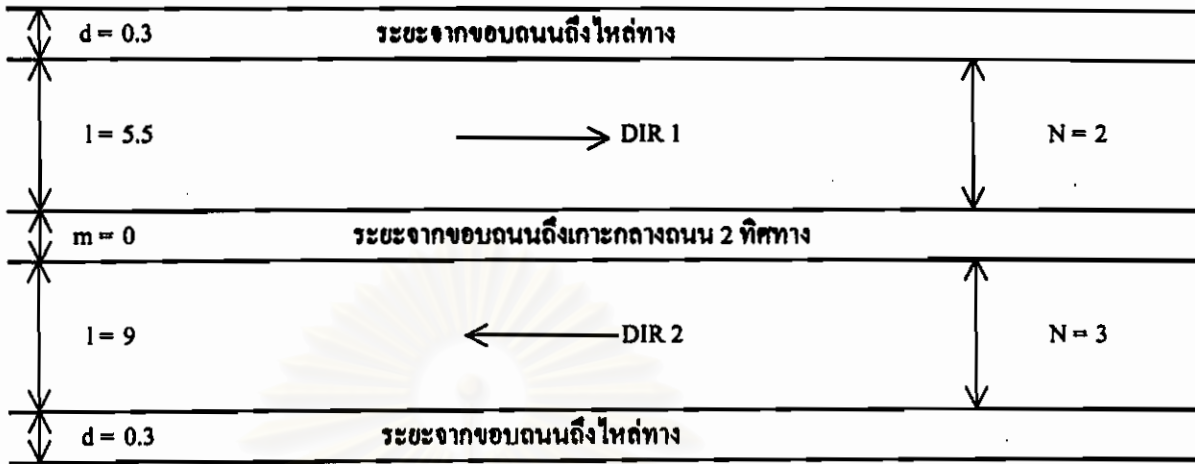 d = 0.3 ระยะจากขอบถนนถึงไหล่ทาง
l = 5.5 DIR 1 N = 2
m = 0 ระยะจากขอบถนนถึงเกาะกลางถนน 2 ทิศทาง
l = 9 DIR 2 N = 3
d = 0.3 ระยะจากขอบถนนถึงไหล่ทาง